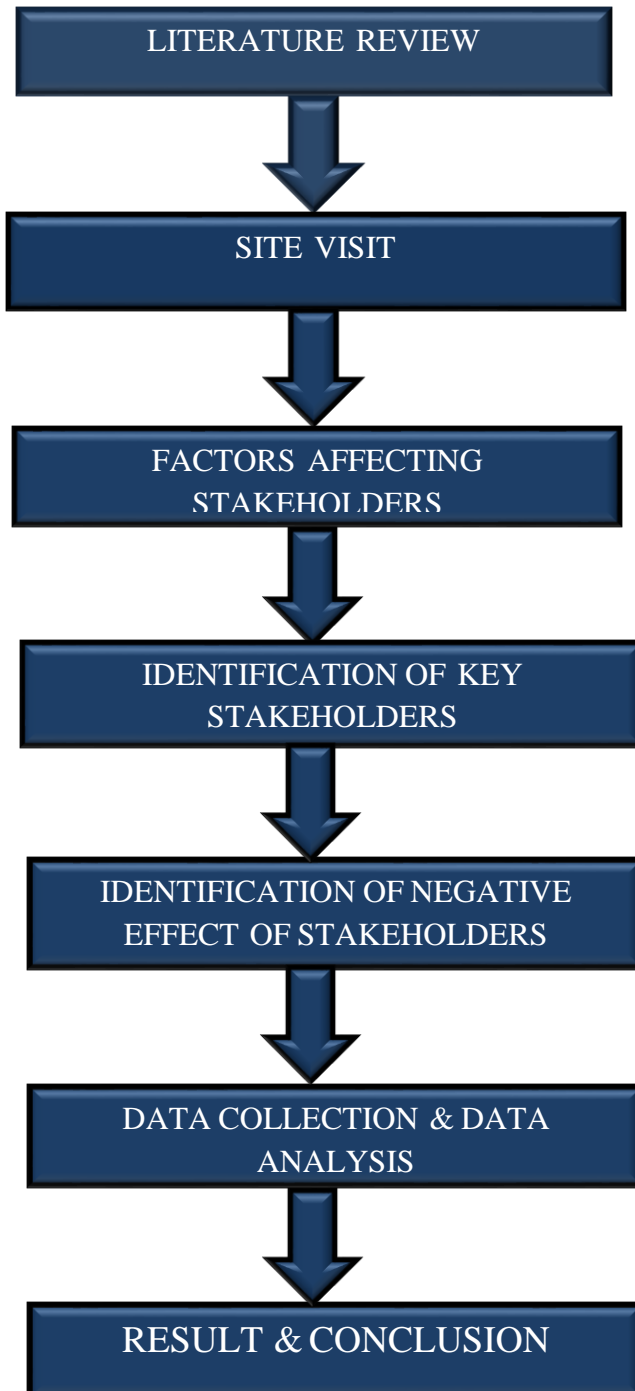 LITERATURE REVIEW
SITE VISIT
FACTORS AFFECTING
STAKEHOLDERS
IDENTIFICATION OF KEY
STAKEHOLDERS
IDENTIFICATION OF NEGATIVE
EFFECT OF STAKEHOLDERS
DATA COLLECTION & DATA
ANALYSIS
RESULT & CONCLUSION